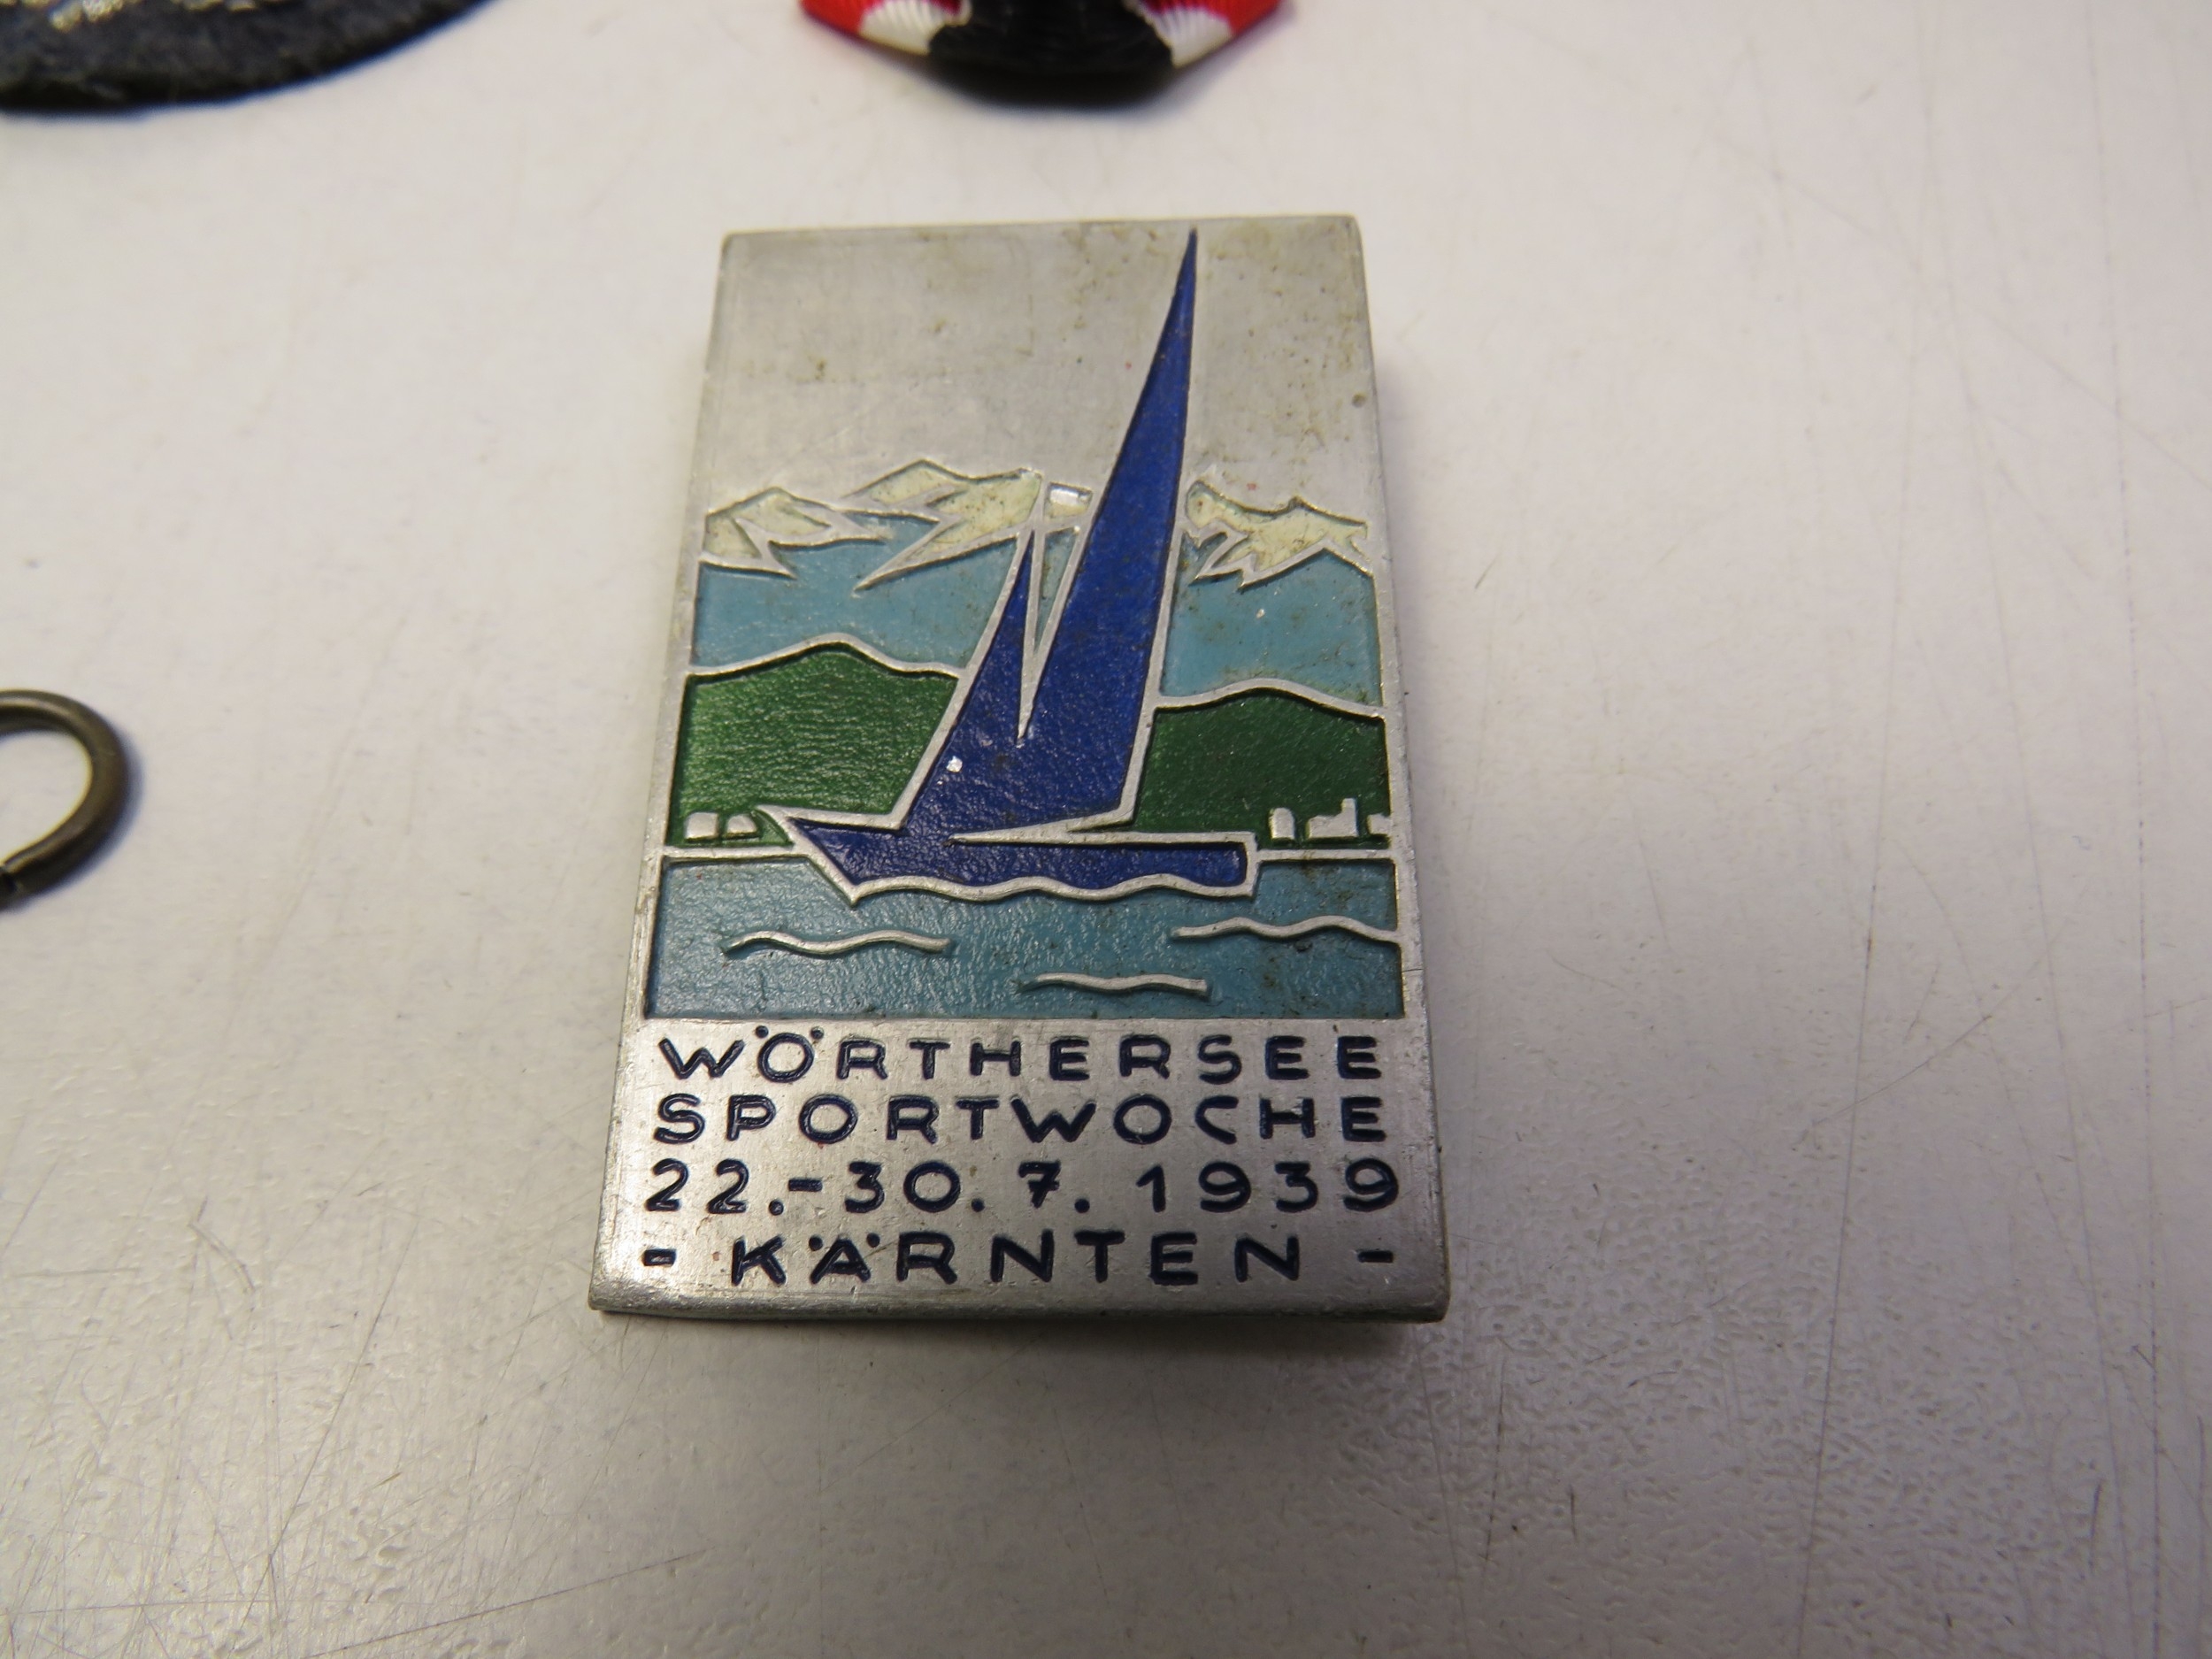 WÖRTHERSEE
SPORTWOCHE
22.-30.7.1939
- KÄRNTEN -